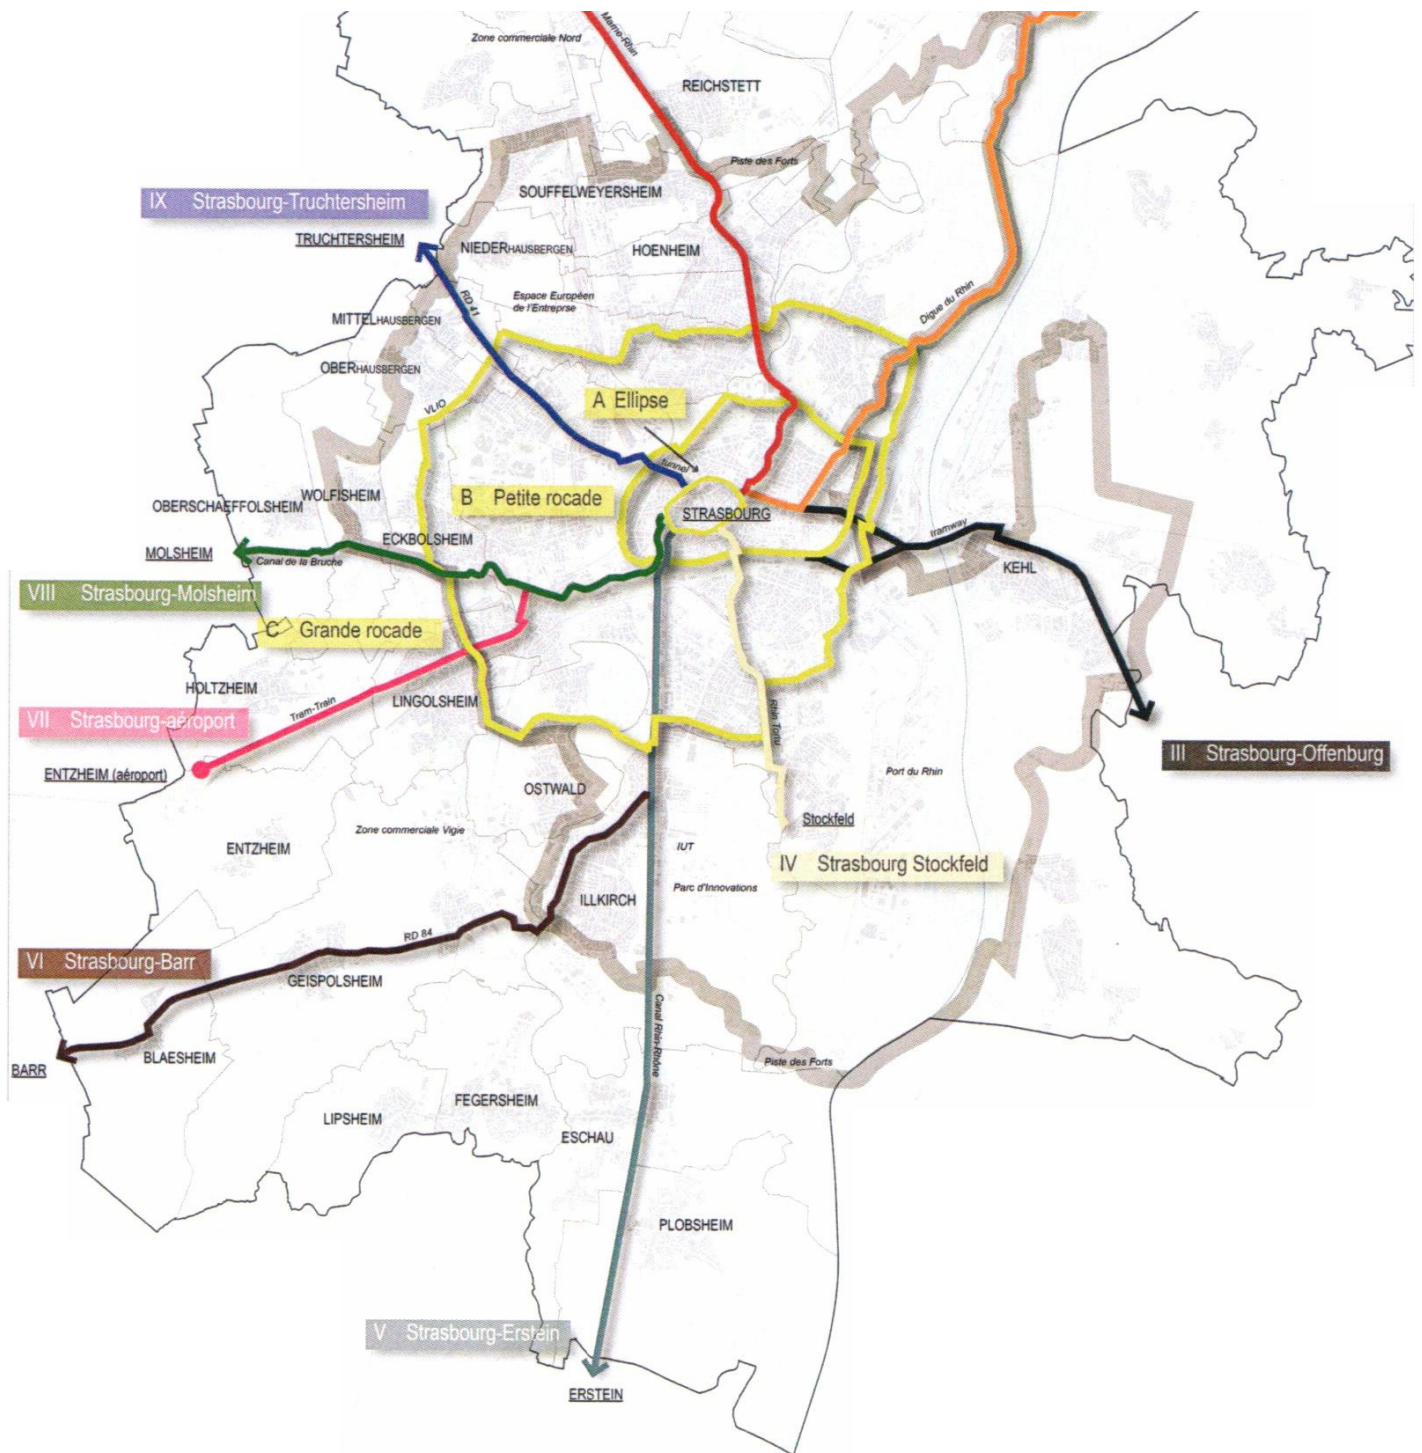 Zone commerciale Nord
Marne-Rhin
REICHSTETT
Piste des Forts
IX Strasbourg-Truchtersheim
SOUFFELWEYERSHEIM
TRUCHTERSHEIM
NIEDERHAUSBERGEN
HOENHEIM
RD 41
Espace Européen
de l'Entreprse
Digue du Rhin
MITTELHAUSBERGEN
OBERHAUSBERGEN
VLIO
A Ellipse
tunnel
WOLFISHEIM
B Petite rocade
OBERSCHAEFFOLSHEIM
STRASBOURG
tramway
ECKBOLSHEIM
MOLSHEIM
Canal de la Bruche
KEHL
VIII Strasbourg-Molsheim
C Grande rocade
HOLTZHEIM
LINGOLSHEIM
Tram-Train
Rhin Tortu
VII Strasbourg-aéroport
III Strasbourg-Offenburg
ENTZHEIM (aéroport)
Port du Rhin
OSTWALD
Stockfeld
Zone commerciale Vigie
ENTZHEIM
IUT
IV Strasbourg Stockfeld
Parc d'Innovations
ILLKIRCH
RD 84
VI Strasbourg-Barr
GEISPOLSHEIM
Canal Rhin-Rhône
BLAESHEIM
Piste des Forts
BARR
FEGERSHEIM
LIPSHEIM
ESCHAU
PLOBSHEIM
V Strasbourg-Erstein
ERSTEIN